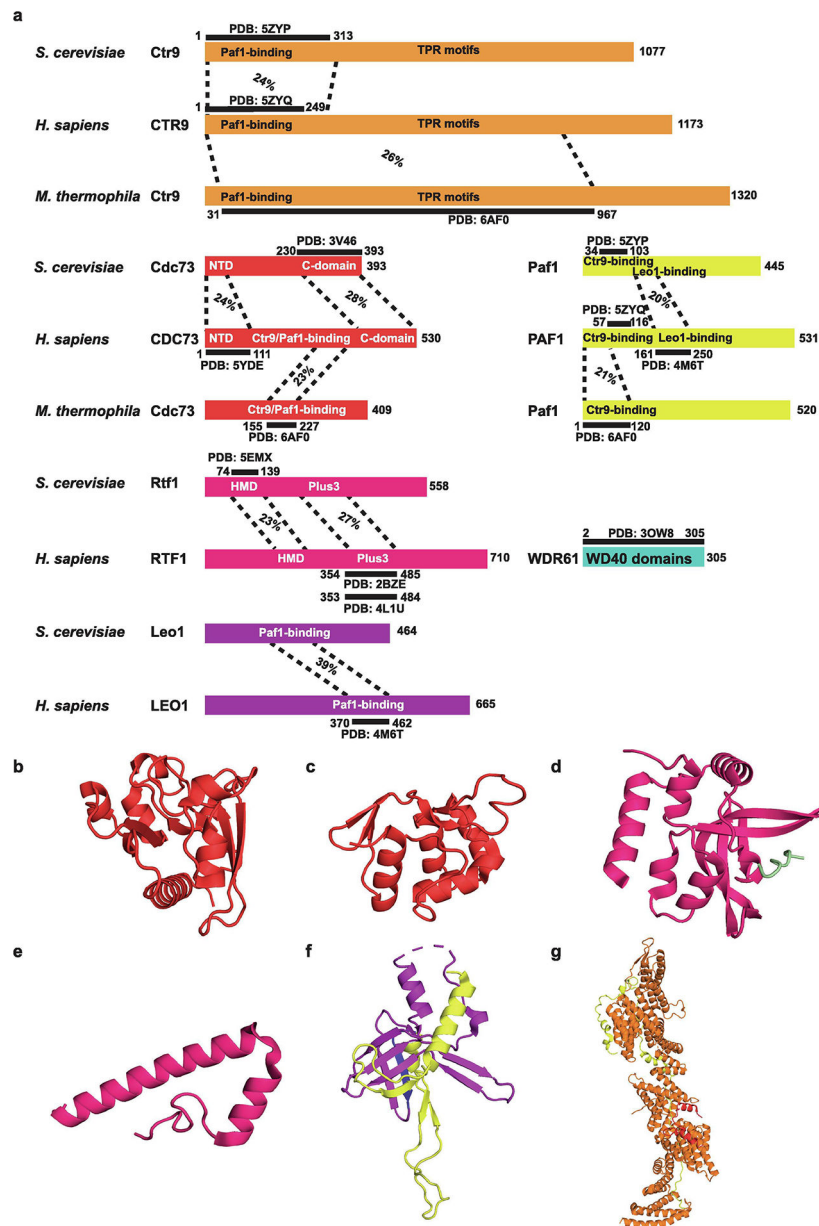 a
1 PDB: 5ZYP 313
S. cerevisiae Ctr9 Paf1-binding TPR motifs 1077
24%
1 PDB: 5ZYQ 249
H. sapiens CTR9 Paf1-binding TPR motifs 1173
26%
M. thermophila Ctr9 Paf1-binding TPR motifs 1320
31 PDB: 6AF0 967
PDB: 3V46
230 393
S. cerevisiae Cdc73 NTD C-domain 393
24% 28%
H. sapiens CDC73 NTD Ctr9/Paf1-binding C-domain 530
1 111
PDB: 5YDE
23%
M. thermophila Cdc73 Ctr9/Paf1-binding 409
155 227
PDB: 6AF0
PDB: 5ZYP
34 103
Paf1 Ctr9-binding Leo1-binding 445
20%
PDB: 5ZYQ
57 116
PAF1 Ctr9-binding Leo1-binding 531
161 250
PDB: 4M6T
21%
Paf1 Ctr9-binding 520
1 120
PDB: 6AF0
PDB: 5EMX
74 139
S. cerevisiae Rtf1 HMD Plus3 558
23% 27%
H. sapiens RTF1 HMD Plus3 710
354 485
PDB: 2BZE
353 484
PDB: 4L1U
2 PDB: 3OW8 305
WDR61 WD40 domains 305
S. cerevisiae Leo1 Paf1-binding 464
39%
H. sapiens LEO1 Paf1-binding 665
370 462
PDB: 4M6T
b
c
d
e
f
g